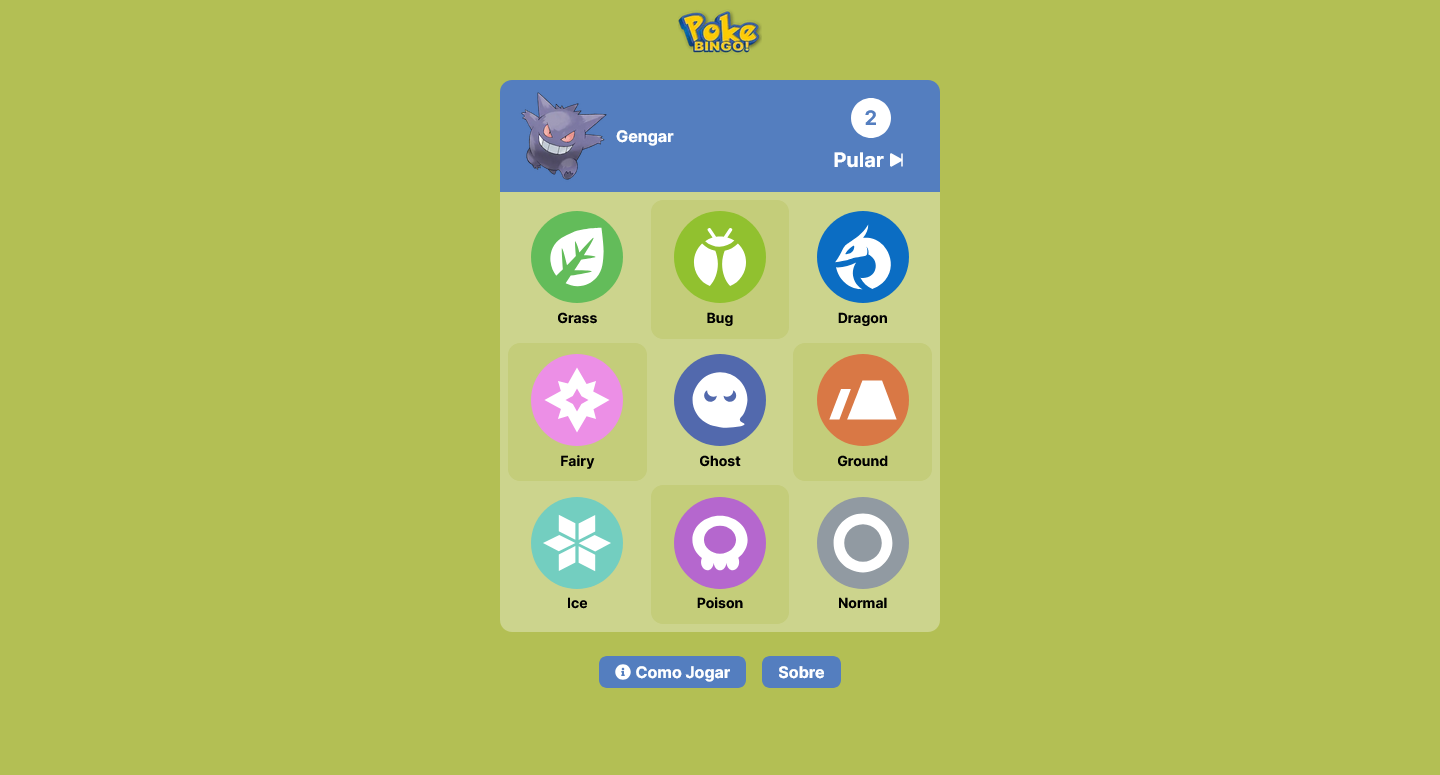 Poke
BINGO!
Gengar
2
Pular
Grass
Bug
Dragon
Fairy
Ghost
Ground
Ice
Poison
Normal
Como Jogar
Sobre